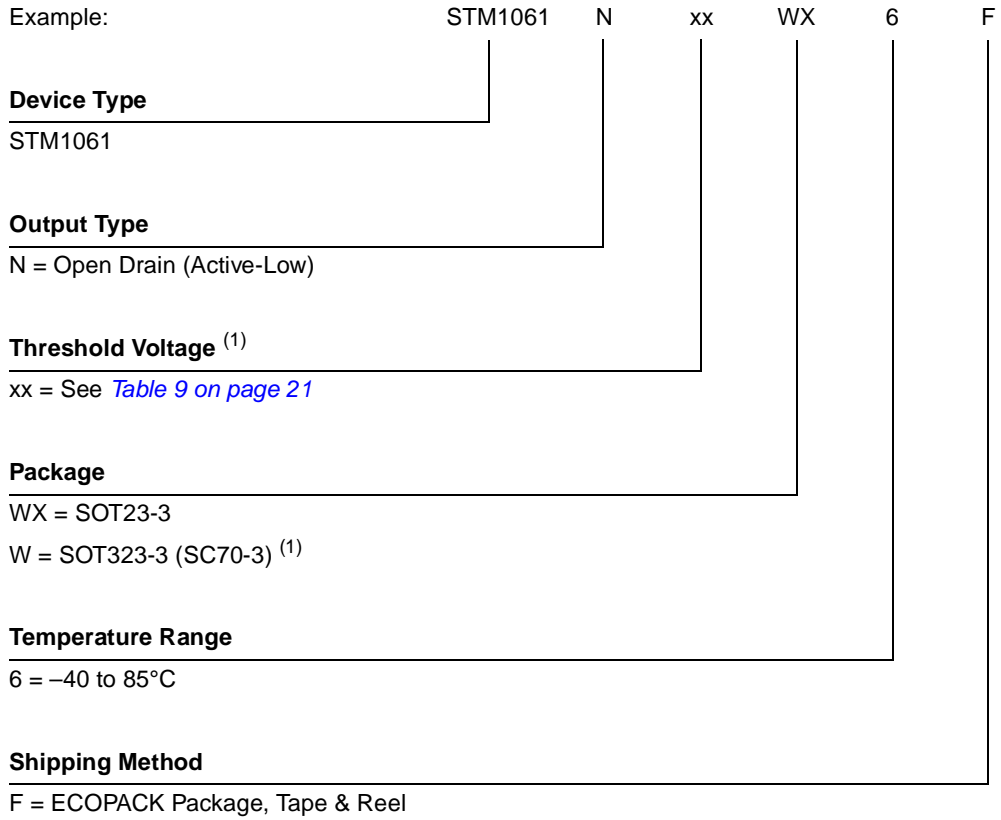 Example: STM1061 N xx WX 6 F
Device Type
STM1061
Output Type
N = Open Drain (Active-Low)
Threshold Voltage (1)
xx = See Table 9 on page 21
Package
WX = SOT23-3
W = SOT323-3 (SC70-3) (1)
Temperature Range
6 = –40 to 85°C
Shipping Method
F = ECOPACK Package, Tape & Reel